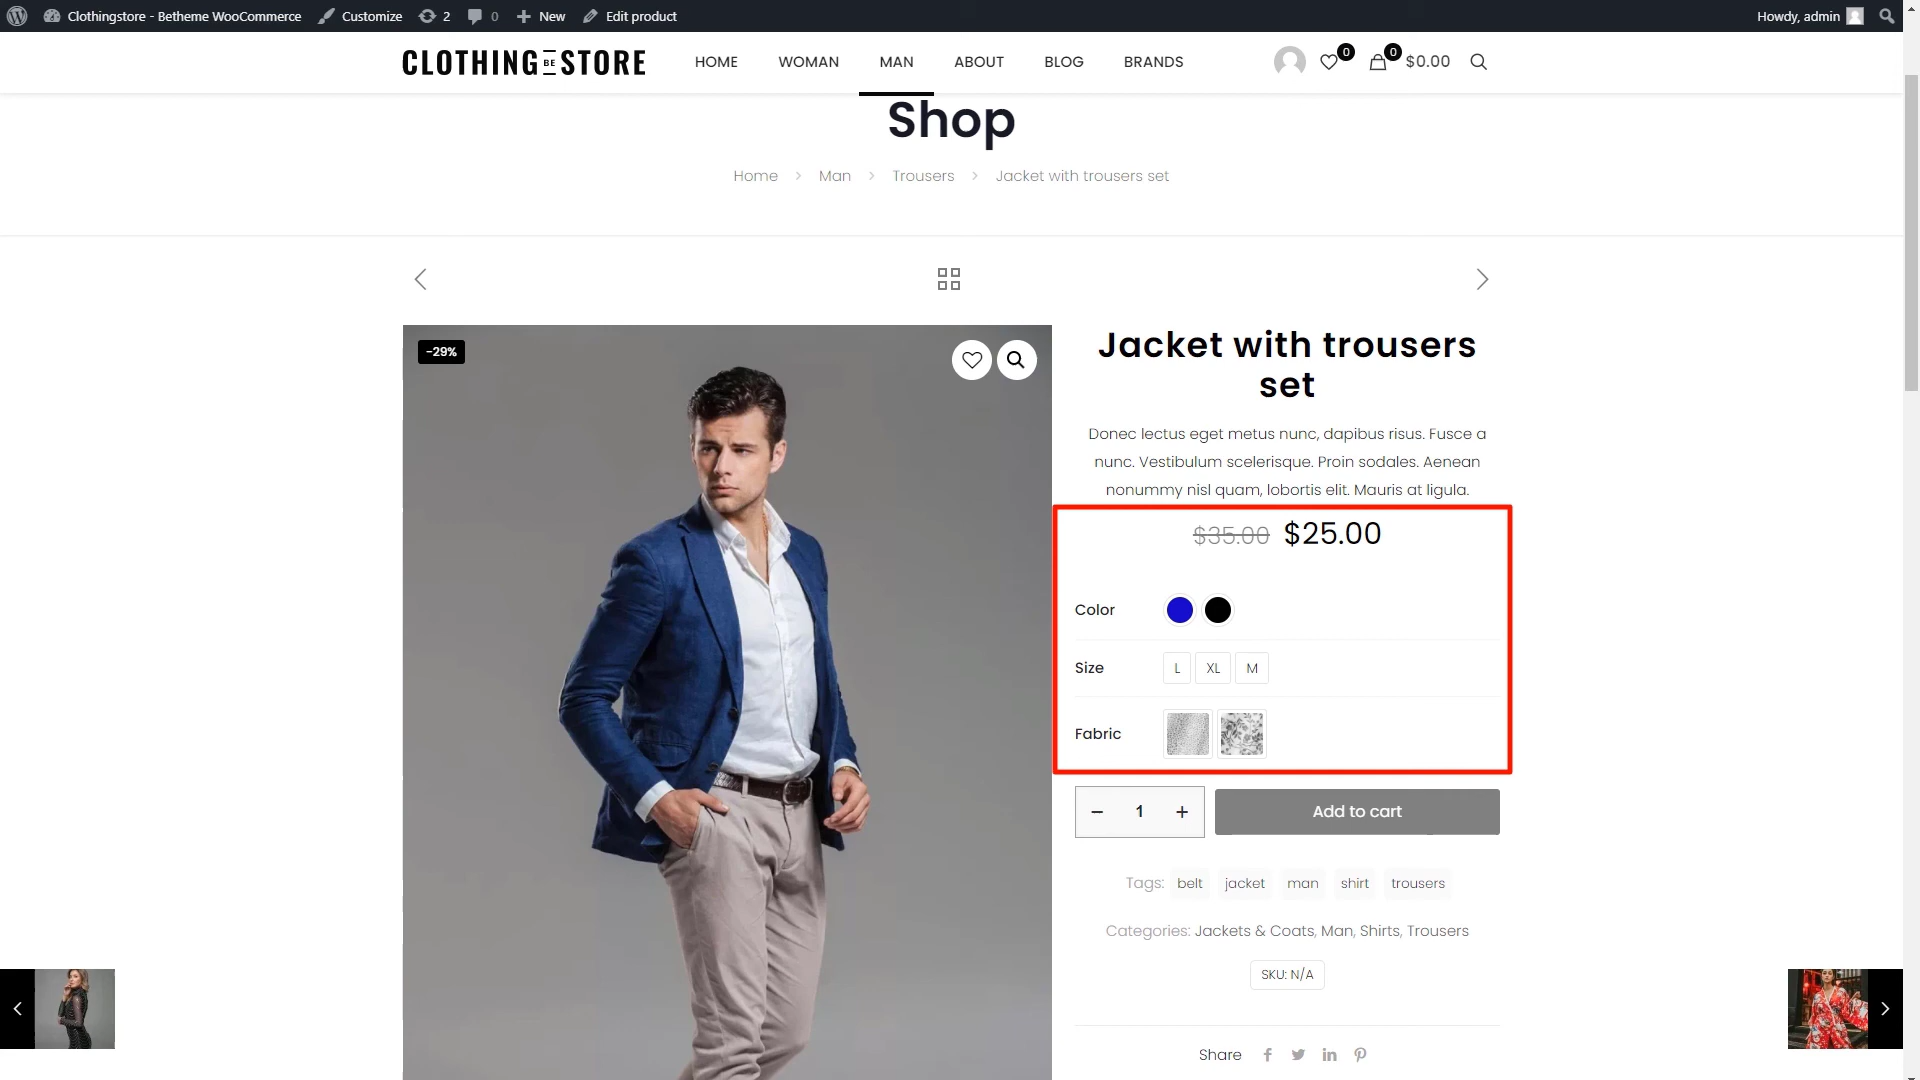 Clothingstore - Betheme WooCommerce Customize 2 0 New Edit product Howdy, admin
CLOTHING BE STORE HOME WOMAN MAN ABOUT BLOG BRANDS 0 0 $0.00
Shop
Home Man Trousers Jacket with trousers set
-29%
Jacket with trousers
set
Donec lectus eget metus nunc, dapibus risus. Fusce a
nunc. Vestibulum scelerisque. Proin sodales. Aenean
nonummy nisl quam, lobortis elit. Mauris at ligula.
$35.00 $25.00
Color
Size L XL M
Fabric
− 1 + Add to cart
Tags: belt jacket man shirt trousers
Categories: Jackets & Coats, Man, Shirts, Trousers
SKU: N/A
Share